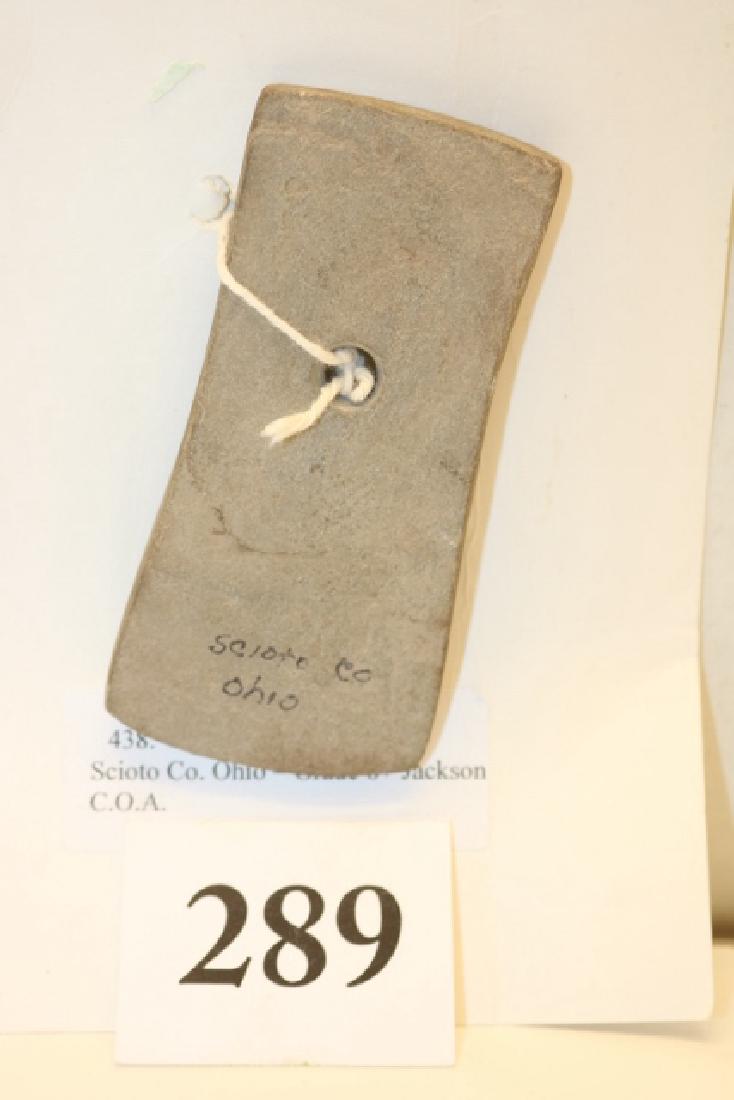 Scioto Co
Ohio
438.
Scioto Co. Ohio Jackson
C.O.A.
289